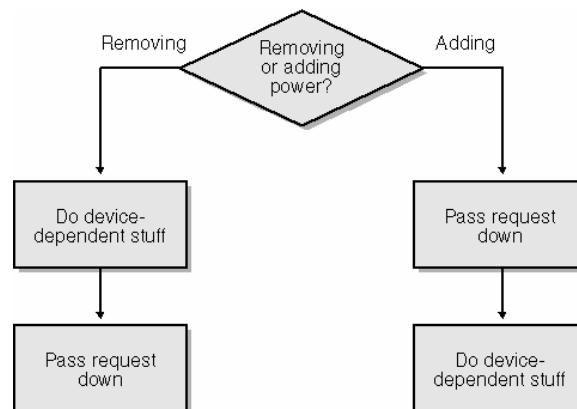 Removing
Removing
or adding
power?
Adding
Do device-
dependent stuff
Pass request
down
Pass request
down
Do device-
dependent stuff